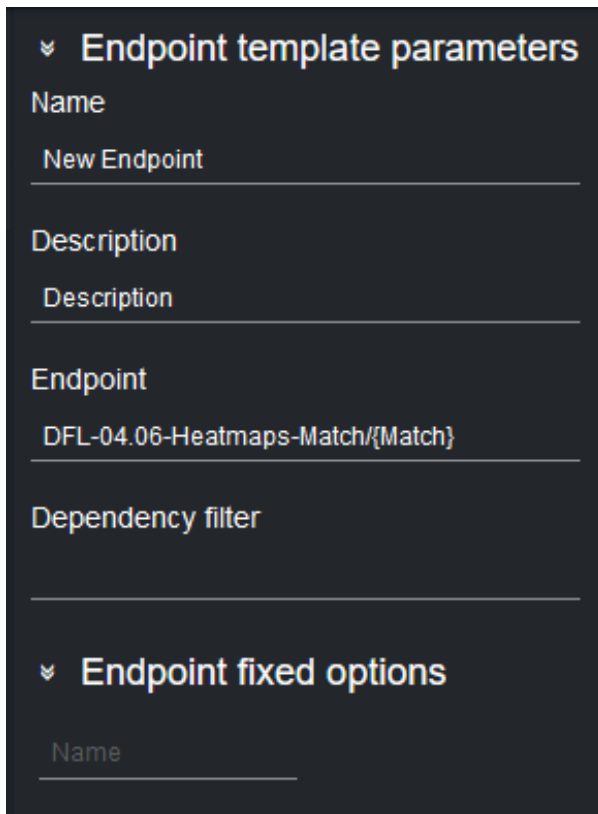 Endpoint template parameters
Name
New Endpoint
Description
Description
Endpoint
DFL-04.06-Heatmaps-Match/{Match}
Dependency filter
Endpoint fixed options
Name